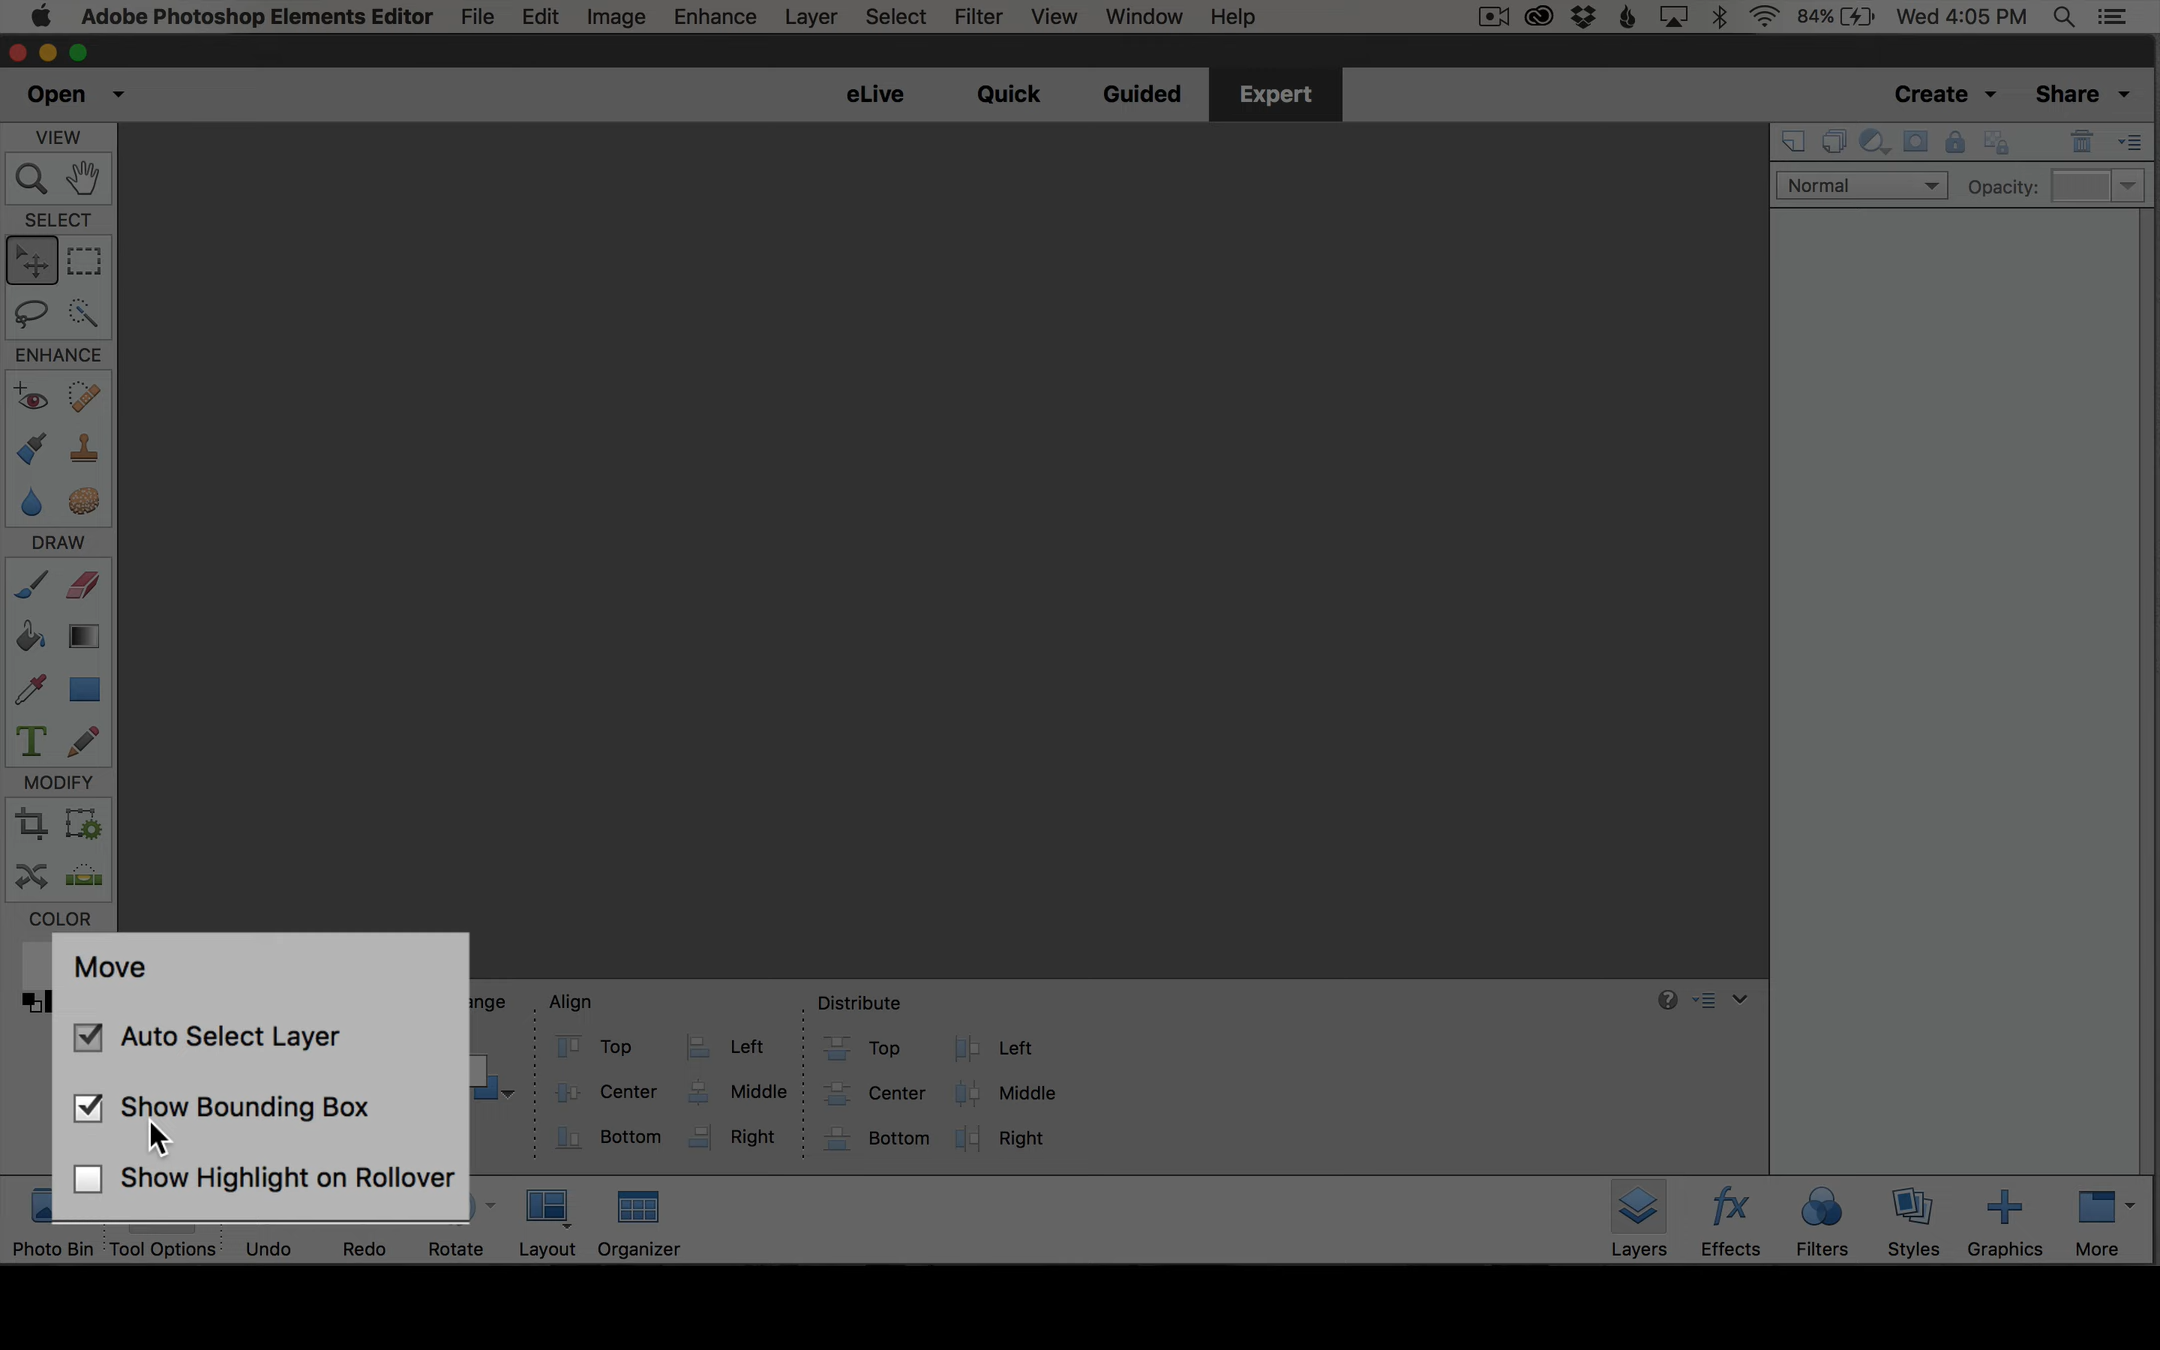 Adobe Photoshop Elements Editor File Edit Image Enhance Layer Select Filter View Window Help 84% Wed 4:05 PM
Open eLive Quick Guided Expert Create Share
VIEW
Normal Opacity:
SELECT
ENHANCE
DRAW
T
MODIFY
COLOR
Move
Auto Select Layer
Show Bounding Box
Show Highlight on Rollover
Align Distribute
Top Left Top Left
Center Middle Center Middle
Bottom Right Bottom Right
fx
Photo Bin Tool Options Undo Redo Rotate Layout Organizer Layers Effects Filters Styles Graphics More